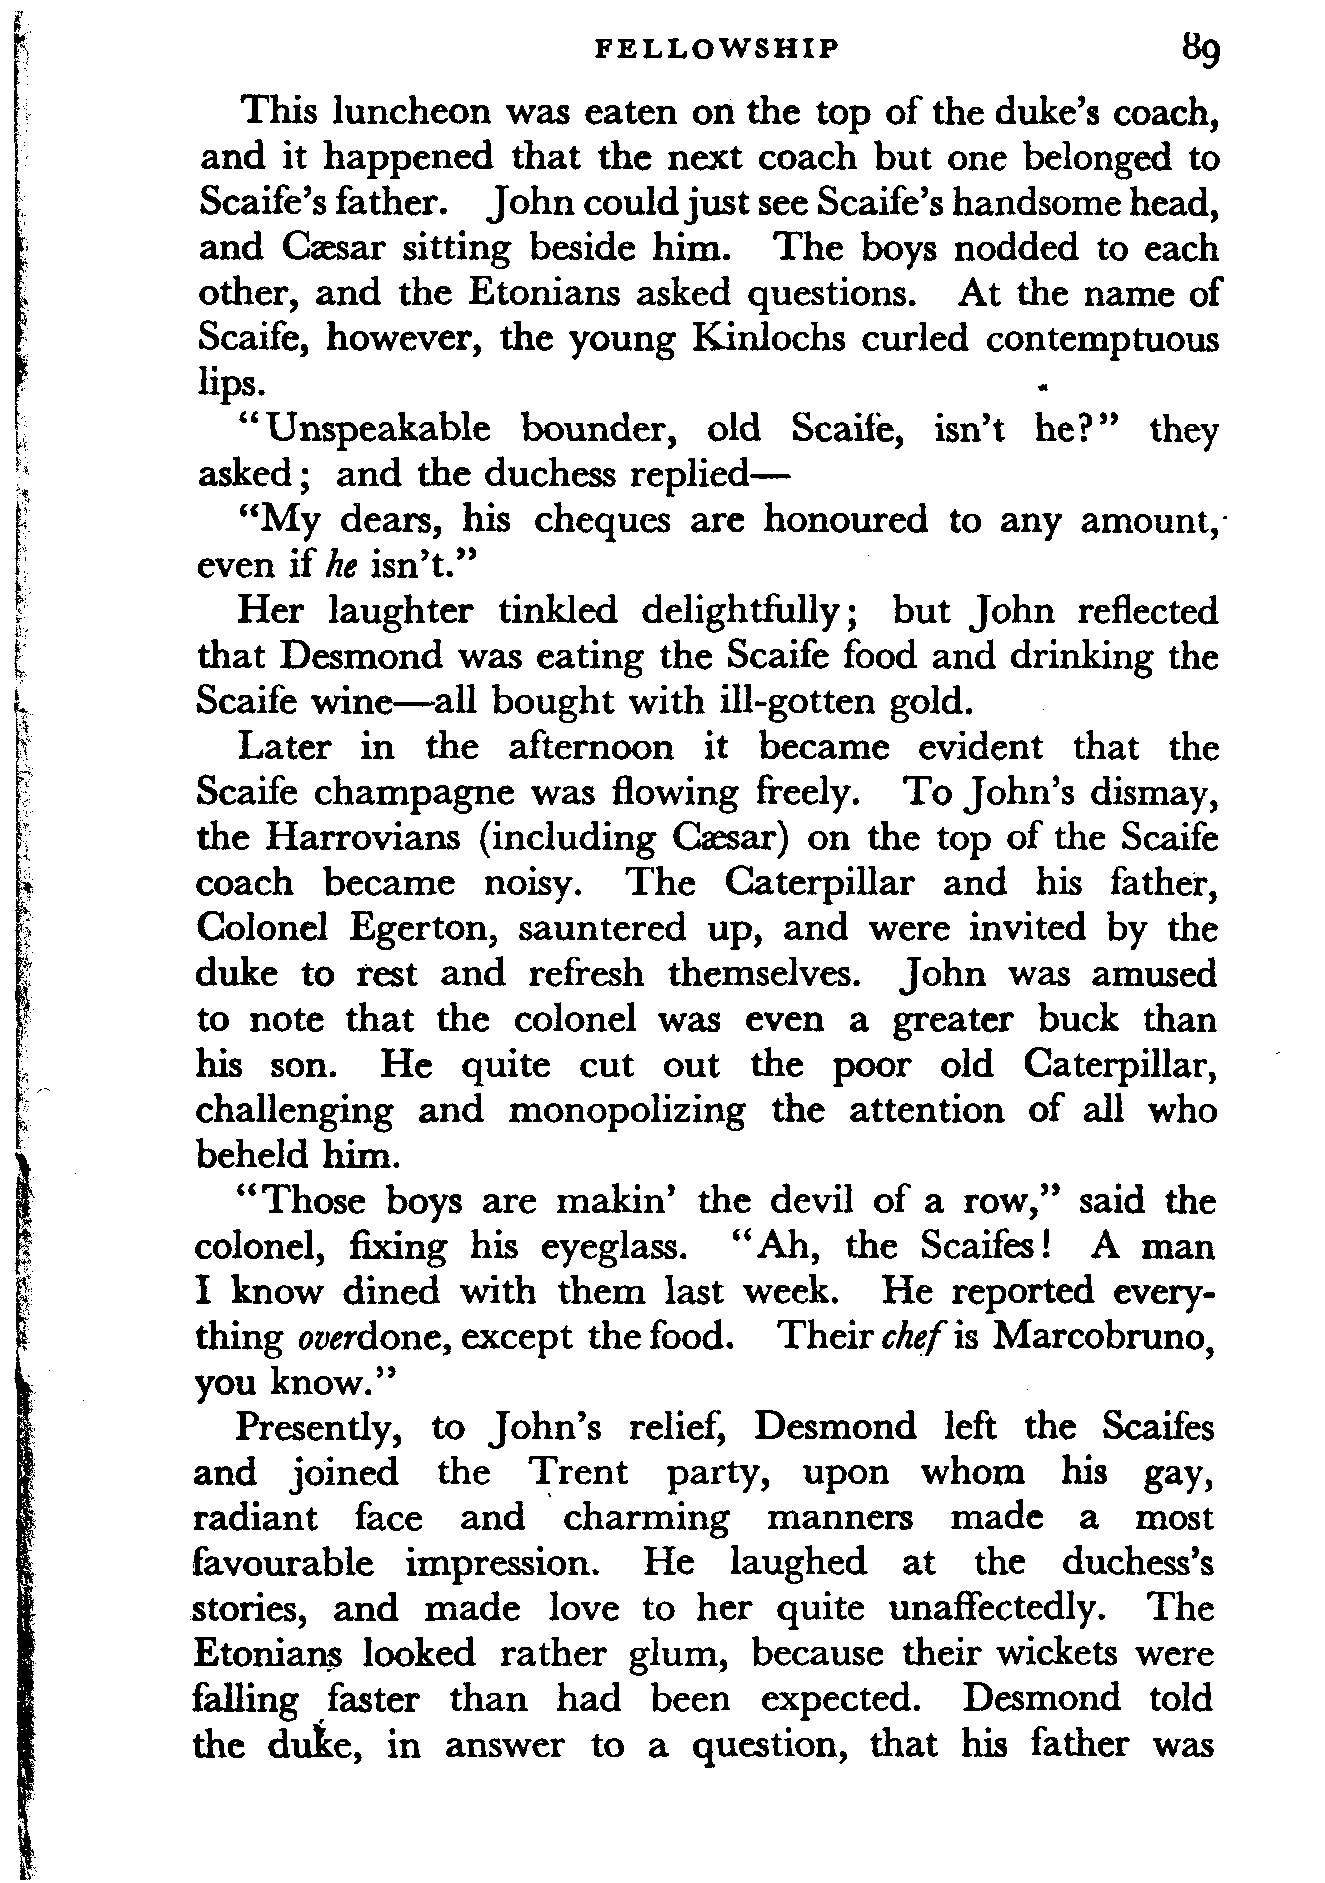 FELLOWSHIP 89
This luncheon was eaten on the top of the duke's coach,
and it happened that the next coach but one belonged to
Scaife's father. John could just see Scaife's handsome head,
and Cæsar sitting beside him. The boys nodded to each
other, and the Etonians asked questions. At the name of
Scaife, however, the young Kinlochs curled contemptuous
lips.
“Unspeakable bounder, old Scaife, isn't he?” they
asked; and the duchess replied—
“My dears, his cheques are honoured to any amount,
even if he isn't.”
Her laughter tinkled delightfully; but John reflected
that Desmond was eating the Scaife food and drinking the
Scaife wine—all bought with ill-gotten gold.
Later in the afternoon it became evident that the
Scaife champagne was flowing freely. To John's dismay,
the Harrovians (including Cæsar) on the top of the Scaife
coach became noisy. The Caterpillar and his father,
Colonel Egerton, sauntered up, and were invited by the
duke to rest and refresh themselves. John was amused
to note that the colonel was even a greater buck than
his son. He quite cut out the poor old Caterpillar,
challenging and monopolizing the attention of all who
beheld him.
“Those boys are makin' the devil of a row,” said the
colonel, fixing his eyeglass. “Ah, the Scaifes! A man
I know dined with them last week. He reported every-
thing overdone, except the food. Their chef is Marcobruno,
you know.”
Presently, to John's relief, Desmond left the Scaifes
and joined the Trent party, upon whom his gay,
radiant face and charming manners made a most
favourable impression. He laughed at the duchess's
stories, and made love to her quite unaffectedly. The
Etonians looked rather glum, because their wickets were
falling faster than had been expected. Desmond told
the duke, in answer to a question, that his father was